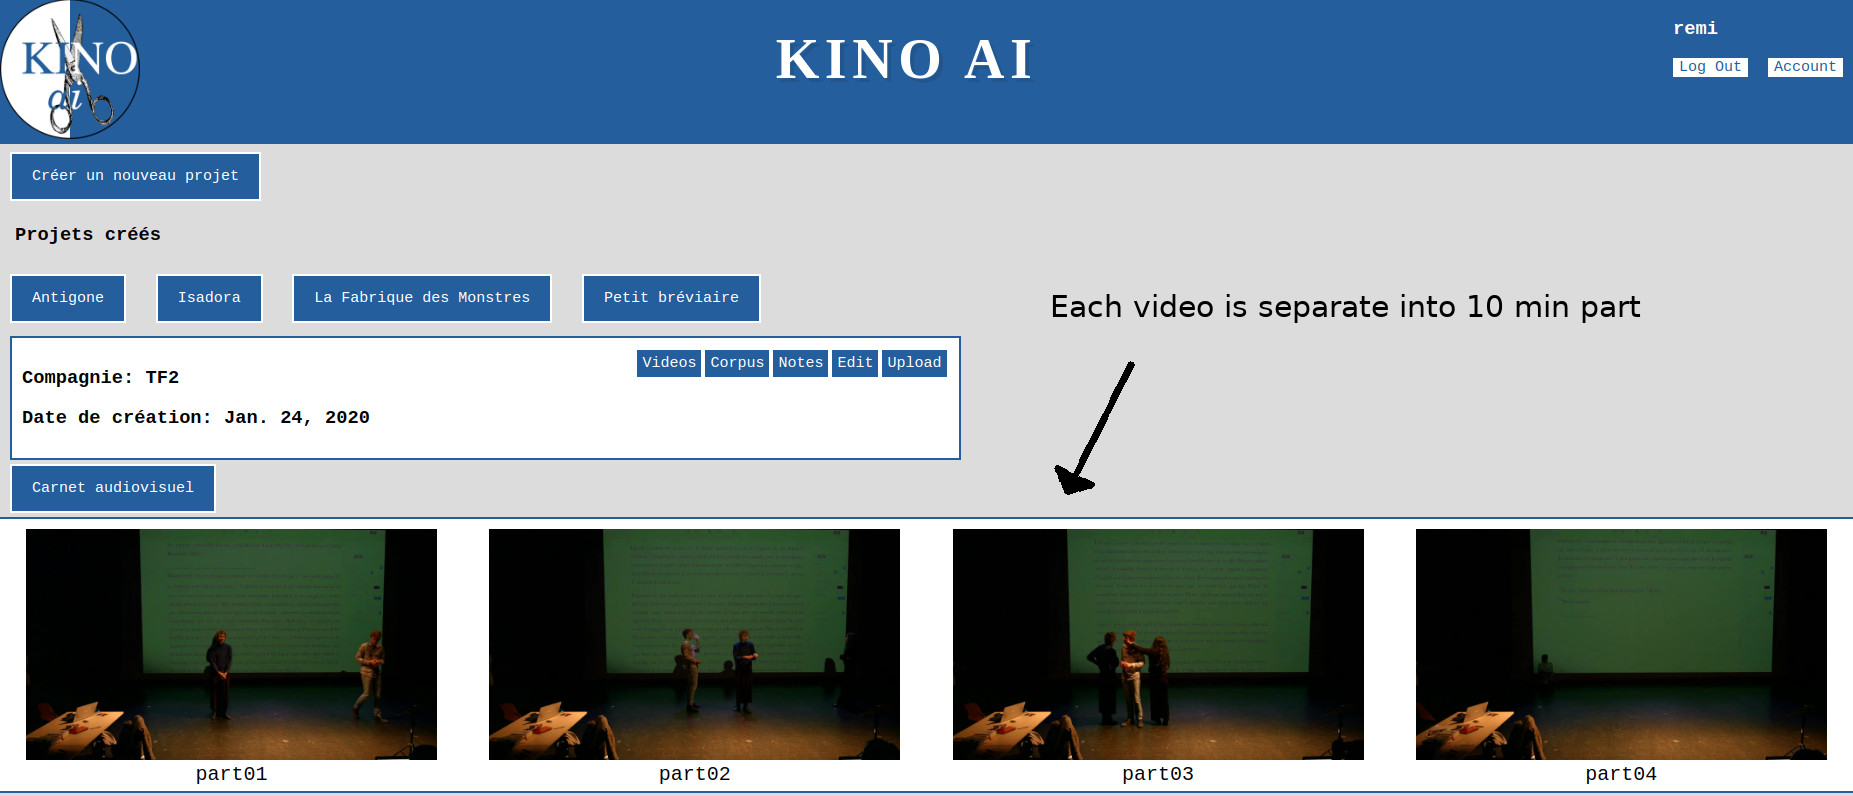 KINO
ai
KINO AI
remi
Log Out Account
Créer un nouveau projet
Projets créés
Antigone Isadora La Fabrique des Monstres Petit bréviaire
Each video is separate into 10 min part
Videos Corpus Notes Edit Upload
Compagnie: TF2
Date de création: Jan. 24, 2020
Carnet audiovisuel
part01 part02 part03 part04